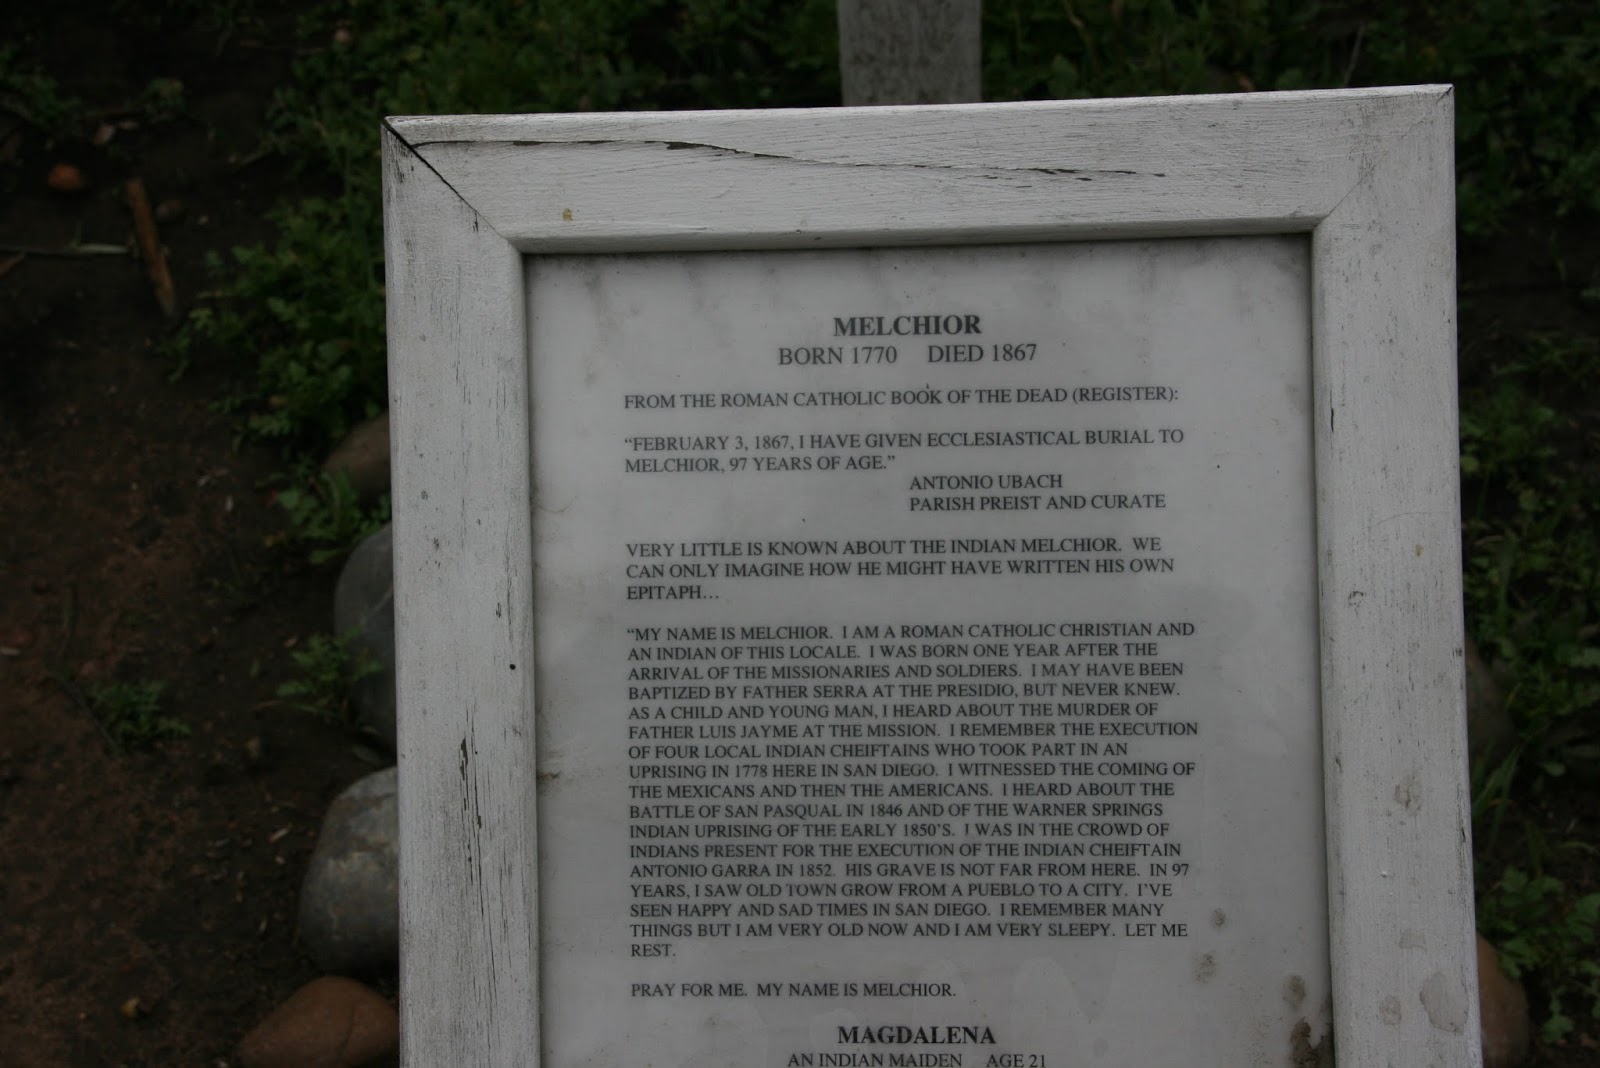 MELCHIOR
BORN 1770 DIED 1867
FROM THE ROMAN CATHOLIC BOOK OF THE DEAD (REGISTER):
“FEBRUARY 3, 1867, I HAVE GIVEN ECCLESIASTICAL BURIAL TO
MELCHIOR, 97 YEARS OF AGE.”
ANTONIO UBACH
PARISH PREIST AND CURATE
VERY LITTLE IS KNOWN ABOUT THE INDIAN MELCHIOR. WE
CAN ONLY IMAGINE HOW HE MIGHT HAVE WRITTEN HIS OWN
EPITAPH…
“MY NAME IS MELCHIOR. I AM A ROMAN CATHOLIC CHRISTIAN AND
AN INDIAN OF THIS LOCALE. I WAS BORN ONE YEAR AFTER THE
ARRIVAL OF THE MISSIONARIES AND SOLDIERS. I MAY HAVE BEEN
BAPTIZED BY FATHER SERRA AT THE PRESIDIO, BUT NEVER KNEW.
AS A CHILD AND YOUNG MAN, I HEARD ABOUT THE MURDER OF
FATHER LUIS JAYME AT THE MISSION. I REMEMBER THE EXECUTION
OF FOUR LOCAL INDIAN CHEIFTAINS WHO TOOK PART IN AN
UPRISING IN 1778 HERE IN SAN DIEGO. I WITNESSED THE COMING OF
THE MEXICANS AND THEN THE AMERICANS. I HEARD ABOUT THE
BATTLE OF SAN PASQUAL IN 1846 AND OF THE WARNER SPRINGS
INDIAN UPRISING OF THE EARLY 1850’S. I WAS IN THE CROWD OF
INDIANS PRESENT FOR THE EXECUTION OF THE INDIAN CHEIFTAIN
ANTONIO GARRA IN 1852. HIS GRAVE IS NOT FAR FROM HERE. IN 97
YEARS, I SAW OLD TOWN GROW FROM A PUEBLO TO A CITY. I’VE
SEEN HAPPY AND SAD TIMES IN SAN DIEGO. I REMEMBER MANY
THINGS BUT I AM VERY OLD NOW AND I AM VERY SLEEPY. LET ME
REST.
PRAY FOR ME. MY NAME IS MELCHIOR.
MAGDALENA
AN INDIAN MAIDEN AGE 21